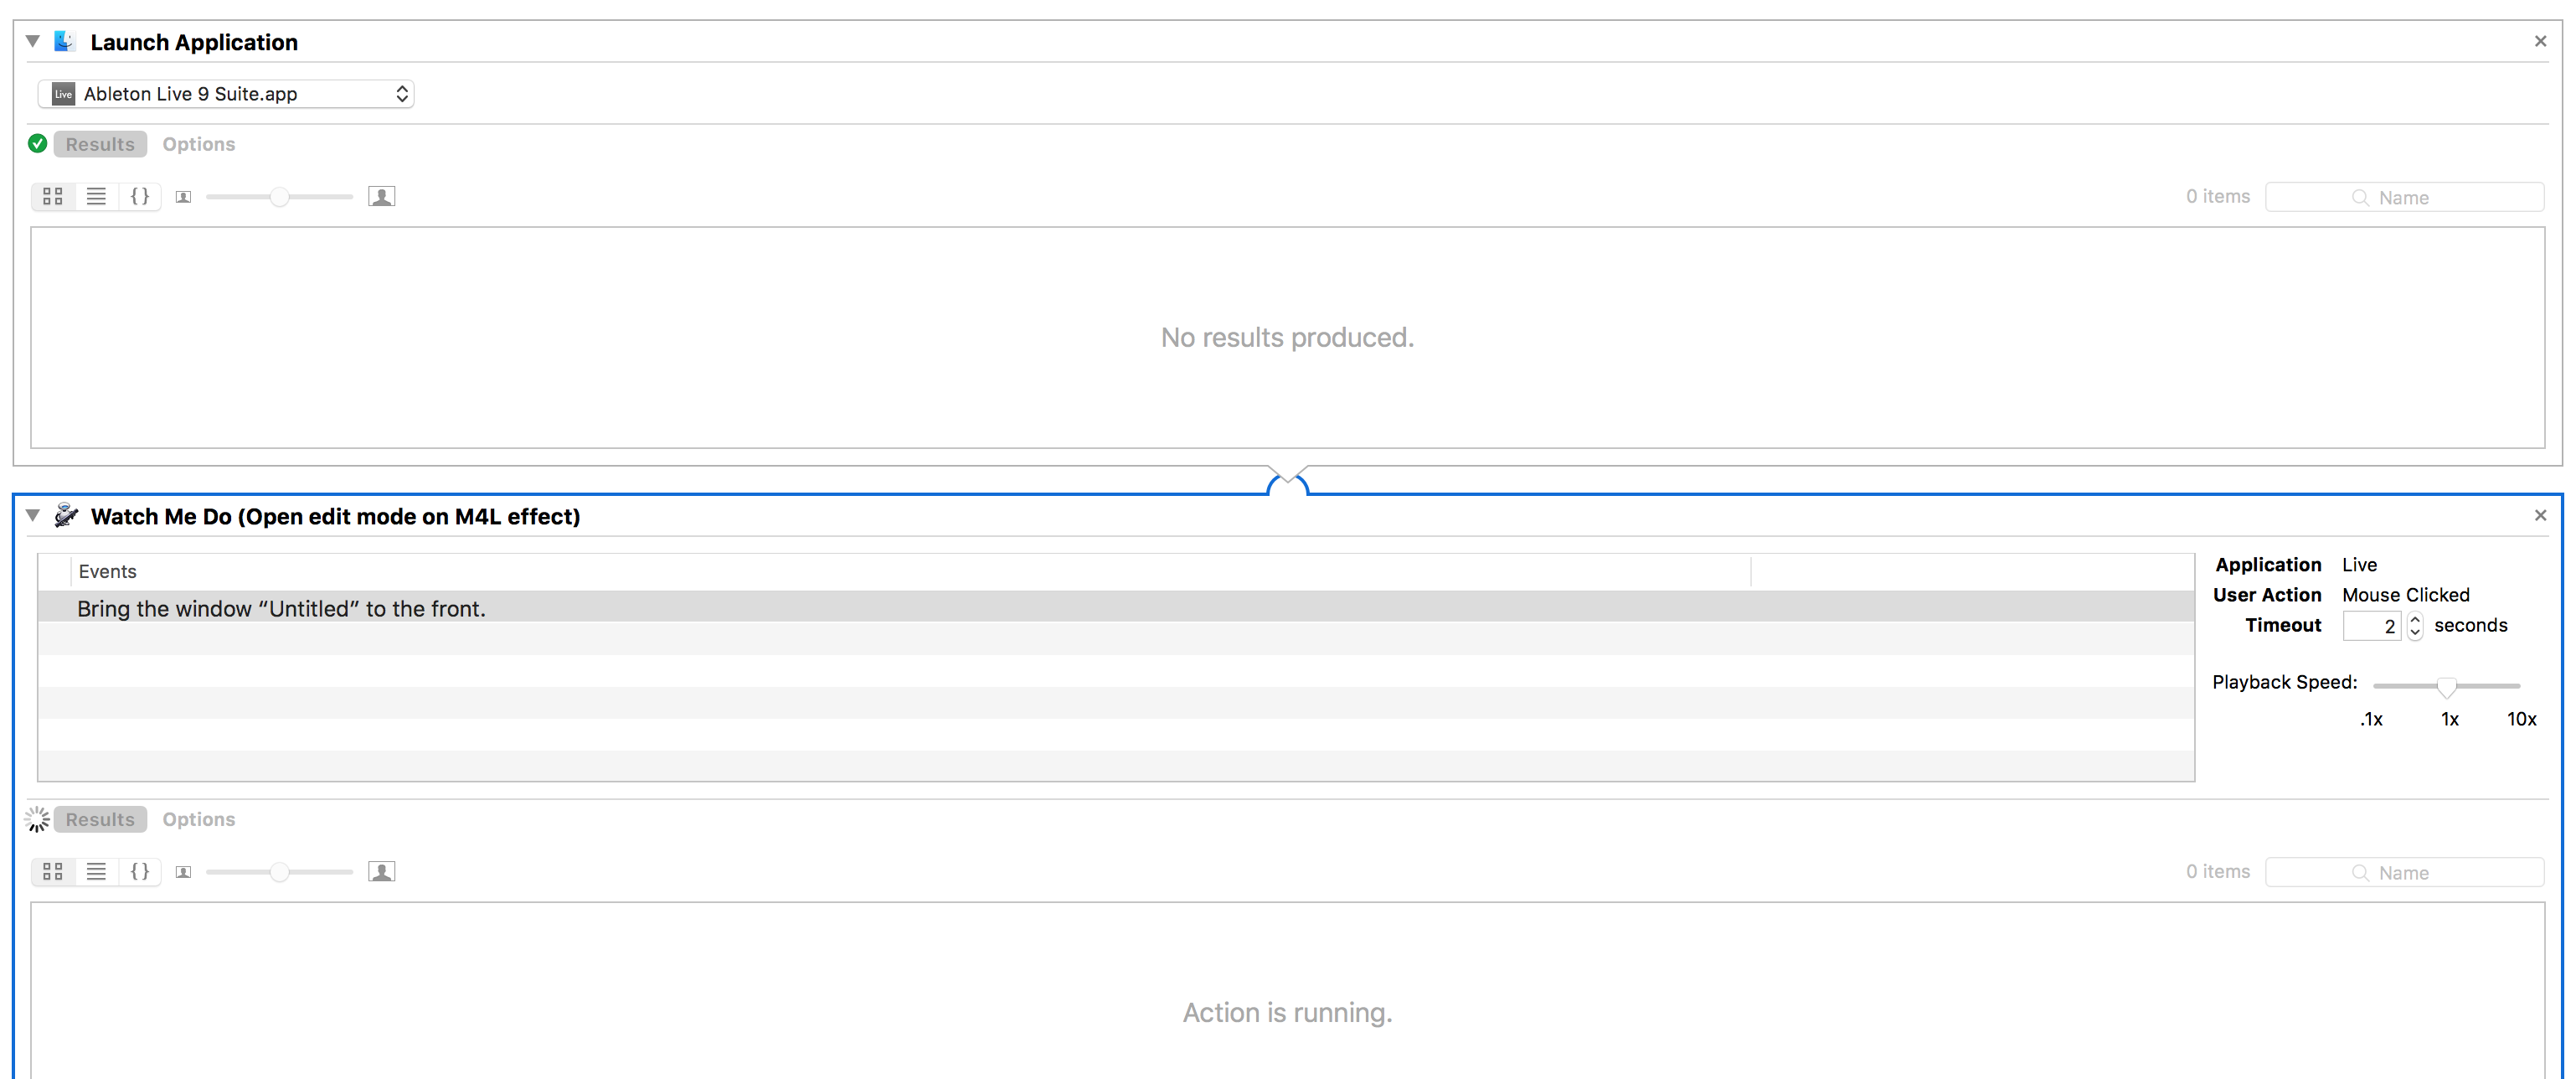 Launch Application
Live Ableton Live 9 Suite.app
Results Options
{} 0 items Name
No results produced.
Watch Me Do (Open edit mode on M4L effect)
Events
Bring the window “Untitled” to the front.
Application Live
User Action Mouse Clicked
Timeout 2 seconds
Playback Speed:
.1x 1x 10x
Results Options
{} 0 items Name
Action is running.